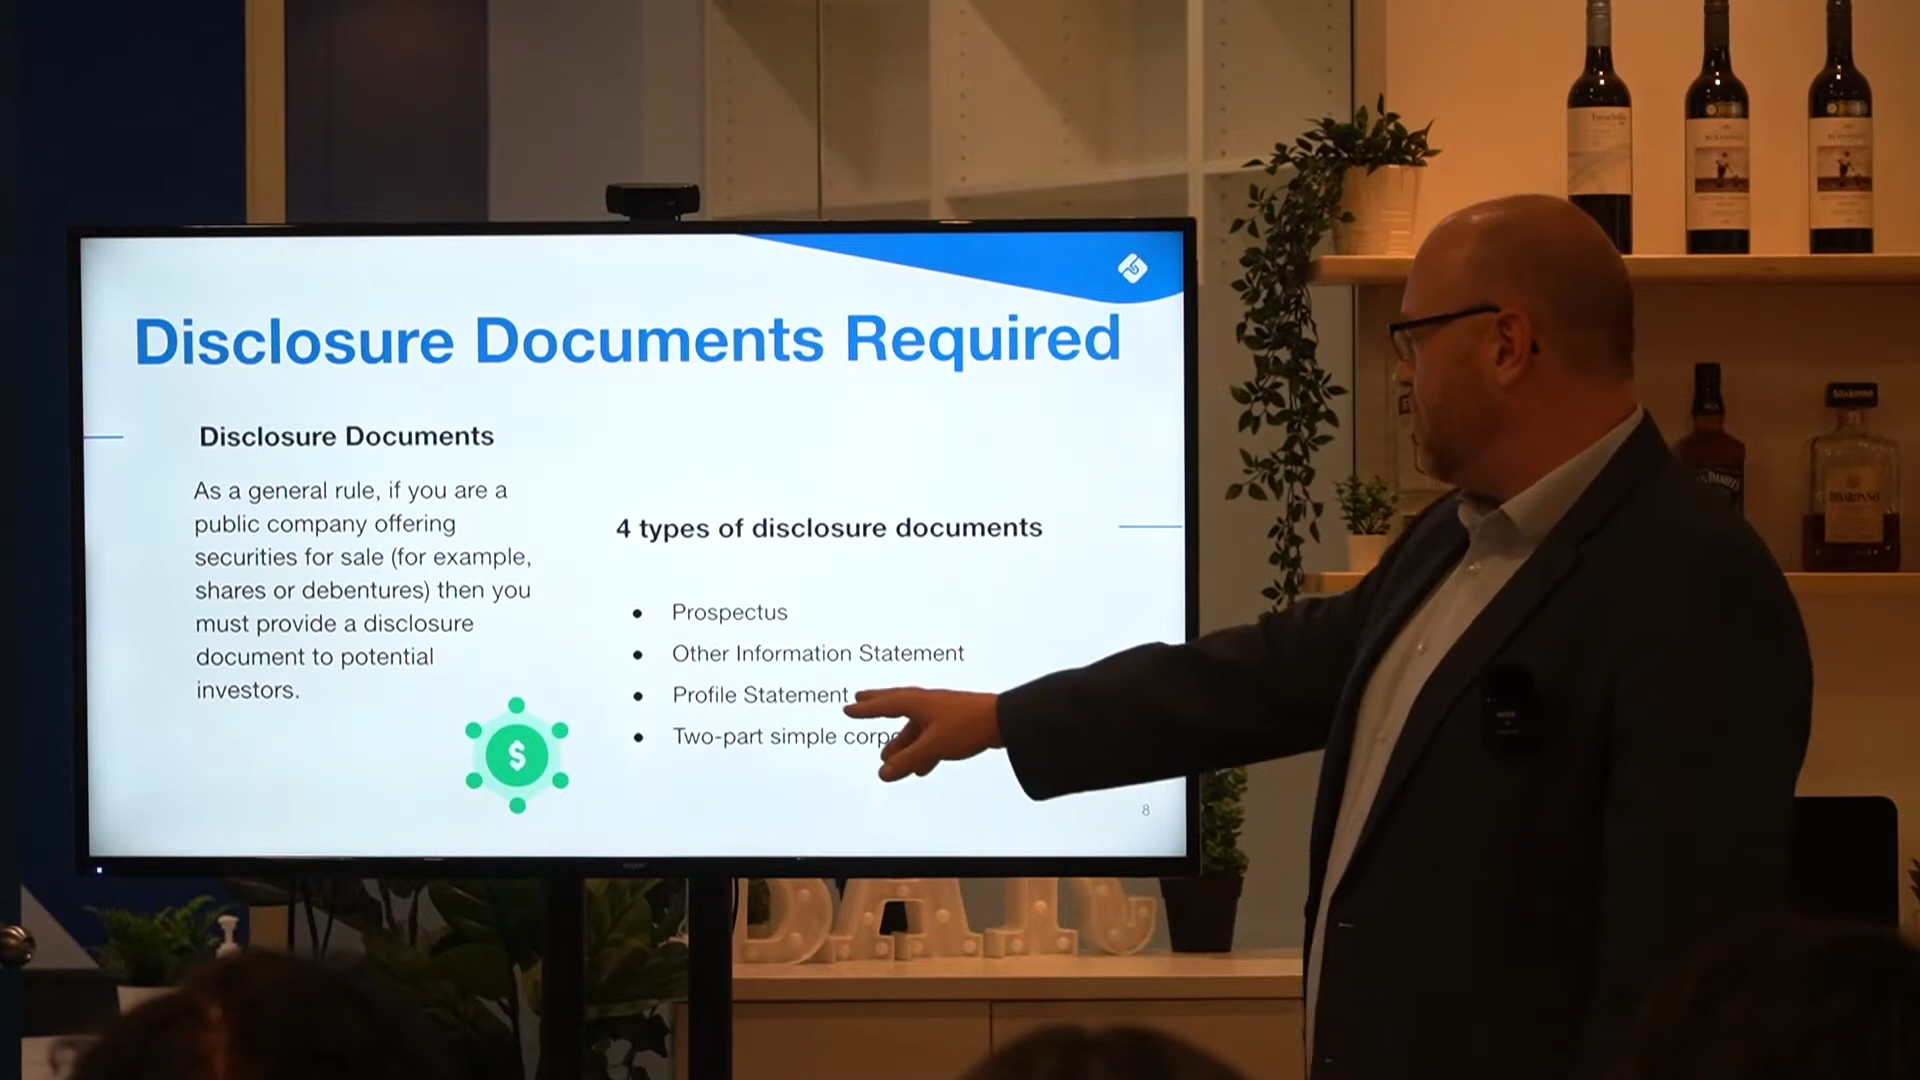 Disclosure Documents Required
Disclosure Documents
As a general rule, if you are a
public company offering
securities for sale (for example,
shares or debentures) then you
must provide a disclosure
document to potential
investors.
$
4 types of disclosure documents
Prospectus
Other Information Statement
Profile Statement
Two-part simple
8
DISARONNO